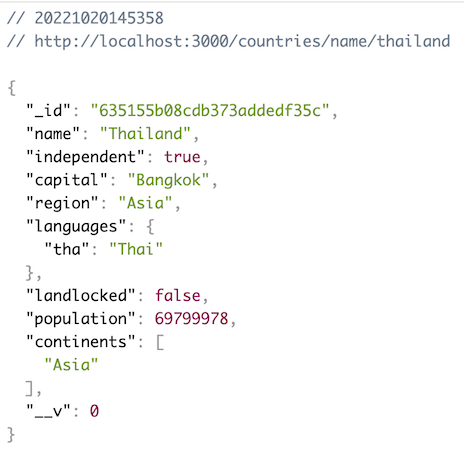 // 20221020145358
// http://localhost:3000/countries/name/thailand

{
  "_id": "635155b08cdb373addedf35c",
  "name": "Thailand",
  "independent": true,
  "capital": "Bangkok",
  "region": "Asia",
  "languages": {
    "tha": "Thai"
  },
  "landlocked": false,
  "population": 69799978,
  "continents": [
    "Asia"
  ],
  "__v": 0
}